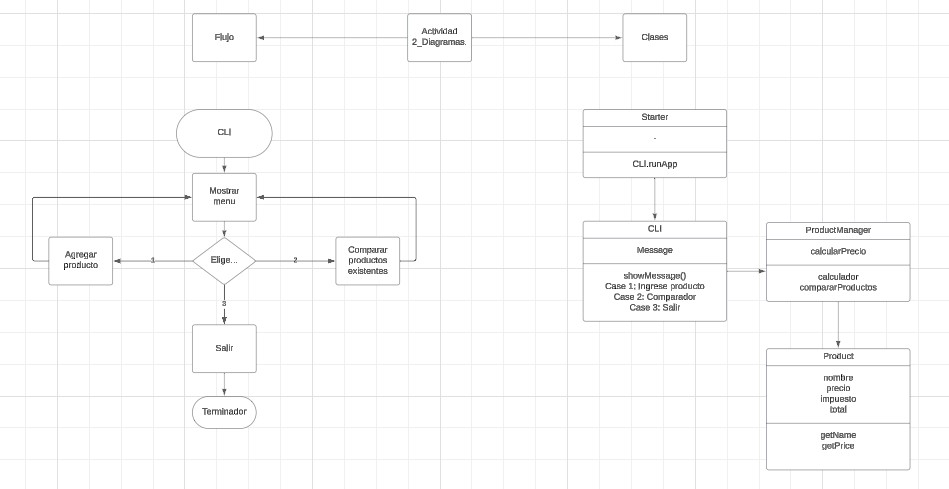 Flujo
Actividad
2_Diagramas.
Clases
CLI
Mostrar
menu
Agregar
producto
1
Elige...
2
Comparar
productos
existentes
3
Salir
Terminador
Starter
-
CLI.runApp
CLI
Message
showMessage()
Case 1; Ingrese producto
Case 2: Comparador
Case 3: Salir
ProductManager
calcularPrecio
calculador
compararProductos
Product
nombre
precio
impuesto
total
getName
getPrice